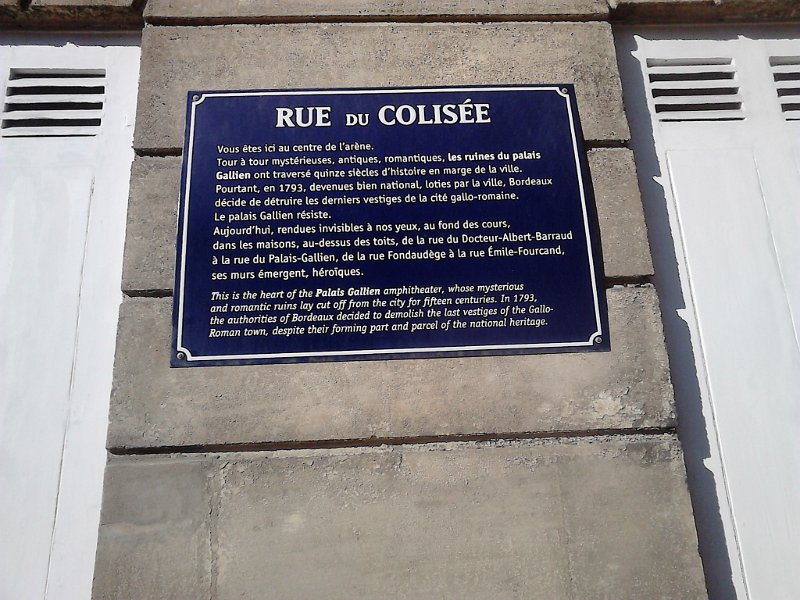 RUE DU COLISÉE
Vous êtes ici au centre de l'arène.
Tour à tour mystérieuses, antiques, romantiques, les ruines du palais
Gallien ont traversé quinze siècles d'histoire en marge de la ville.
Pourtant, en 1793, devenues bien national, loties par la ville, Bordeaux
décide de détruire les derniers vestiges de la cité gallo-romaine.
Le palais Gallien résiste.
Aujourd'hui, rendues invisibles à nos yeux, au fond des cours,
dans les maisons, au-dessus des toits, de la rue du Docteur-Albert-Barraud
à la rue du Palais-Gallien, de la rue Fondaudège à la rue Émile-Fourcand,
ses murs émergent, héroïques.
This is the heart of the Palais Gallien amphitheater, whose mysterious
and romantic ruins lay cut off from the city for fifteen centuries. In 1793,
the authorities of Bordeaux decided to demolish the last vestiges of the Gallo-
Roman town, despite their forming part and parcel of the national heritage.